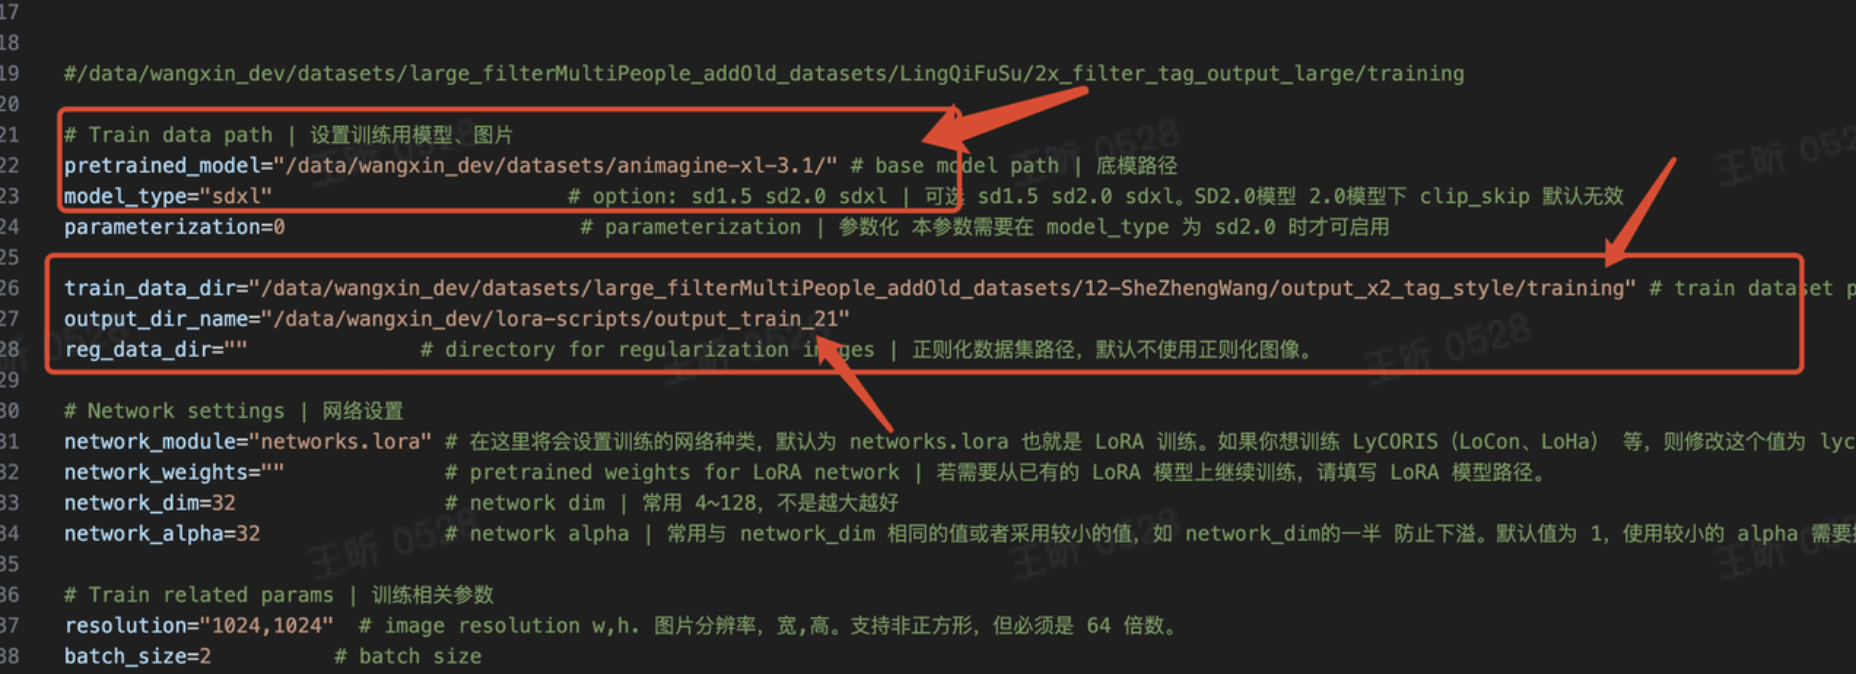 17
18
19 #/data/wangxin_dev/datasets/large_filterMultiPeople_addOld_datasets/LingQiFuSu/2x_filter_tag_output_large/training
20
21 # Train data path | 设置训练用模型、图片
22 pretrained_model="/data/wangxin_dev/datasets/animagine-xl-3.1/" # base model path | 底模路径
23 model_type="sdxl" # option: sd1.5 sd2.0 sdxl | 可选 sd1.5 sd2.0 sdxl。SD2.0模型 2.0模型下 clip_skip 默认无效
24 parameterization=0 # parameterization | 参数化 本参数需要在 model_type 为 sd2.0 时才可启用
25
26 train_data_dir="/data/wangxin_dev/datasets/large_filterMultiPeople_addOld_datasets/12-SheZhengWang/output_x2_tag_style/training" # train dataset p
27 output_dir_name="/data/wangxin_dev/lora-scripts/output_train_21"
28 reg_data_dir="" # directory for regularization images | 正则化数据集路径，默认不使用正则化图像。
29
30 # Network settings | 网络设置
31 network_module="networks.lora" # 在这里将会设置训练的网络种类，默认为 networks.lora 也就是 LoRA 训练。如果你想训练 LyCORIS（LoCon、LoHa） 等，则修改这个值为 lyc
32 network_weights="" # pretrained weights for LoRA network | 若需要从已有的 LoRA 模型上继续训练，请填写 LoRA 模型路径。
33 network_dim=32 # network dim | 常用 4~128，不是越大越好
34 network_alpha=32 # network alpha | 常用与 network_dim 相同的值或者采用较小的值，如 network_dim的一半 防止下溢。默认值为 1，使用较小的 alpha 需要
35
36 # Train related params | 训练相关参数
37 resolution="1024,1024" # image resolution w,h. 图片分辨率，宽,高。支持非正方形，但必须是 64 倍数。
38 batch_size=2 # batch size
王昕 0528